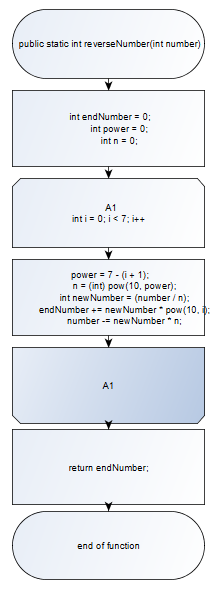 public static int reverseNumber(int number)
int endNumber = 0;
int power = 0;
int n = 0;
A1
int i = 0; i < 7; i++
power = 7 - (i + 1);
n = (int) pow(10, power);
int newNumber = (number / n);
endNumber += newNumber * pow(10, i);
number -= newNumber * n;
A1
return endNumber;
end of function